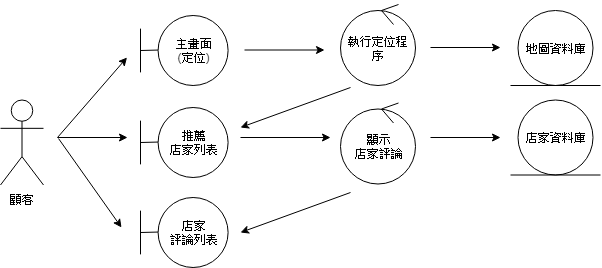 主畫面
(定位)
執行定位程
序
地圖資料庫
推薦
店家列表
顯示
店家評論
店家資料庫
顧客
店家
評論列表